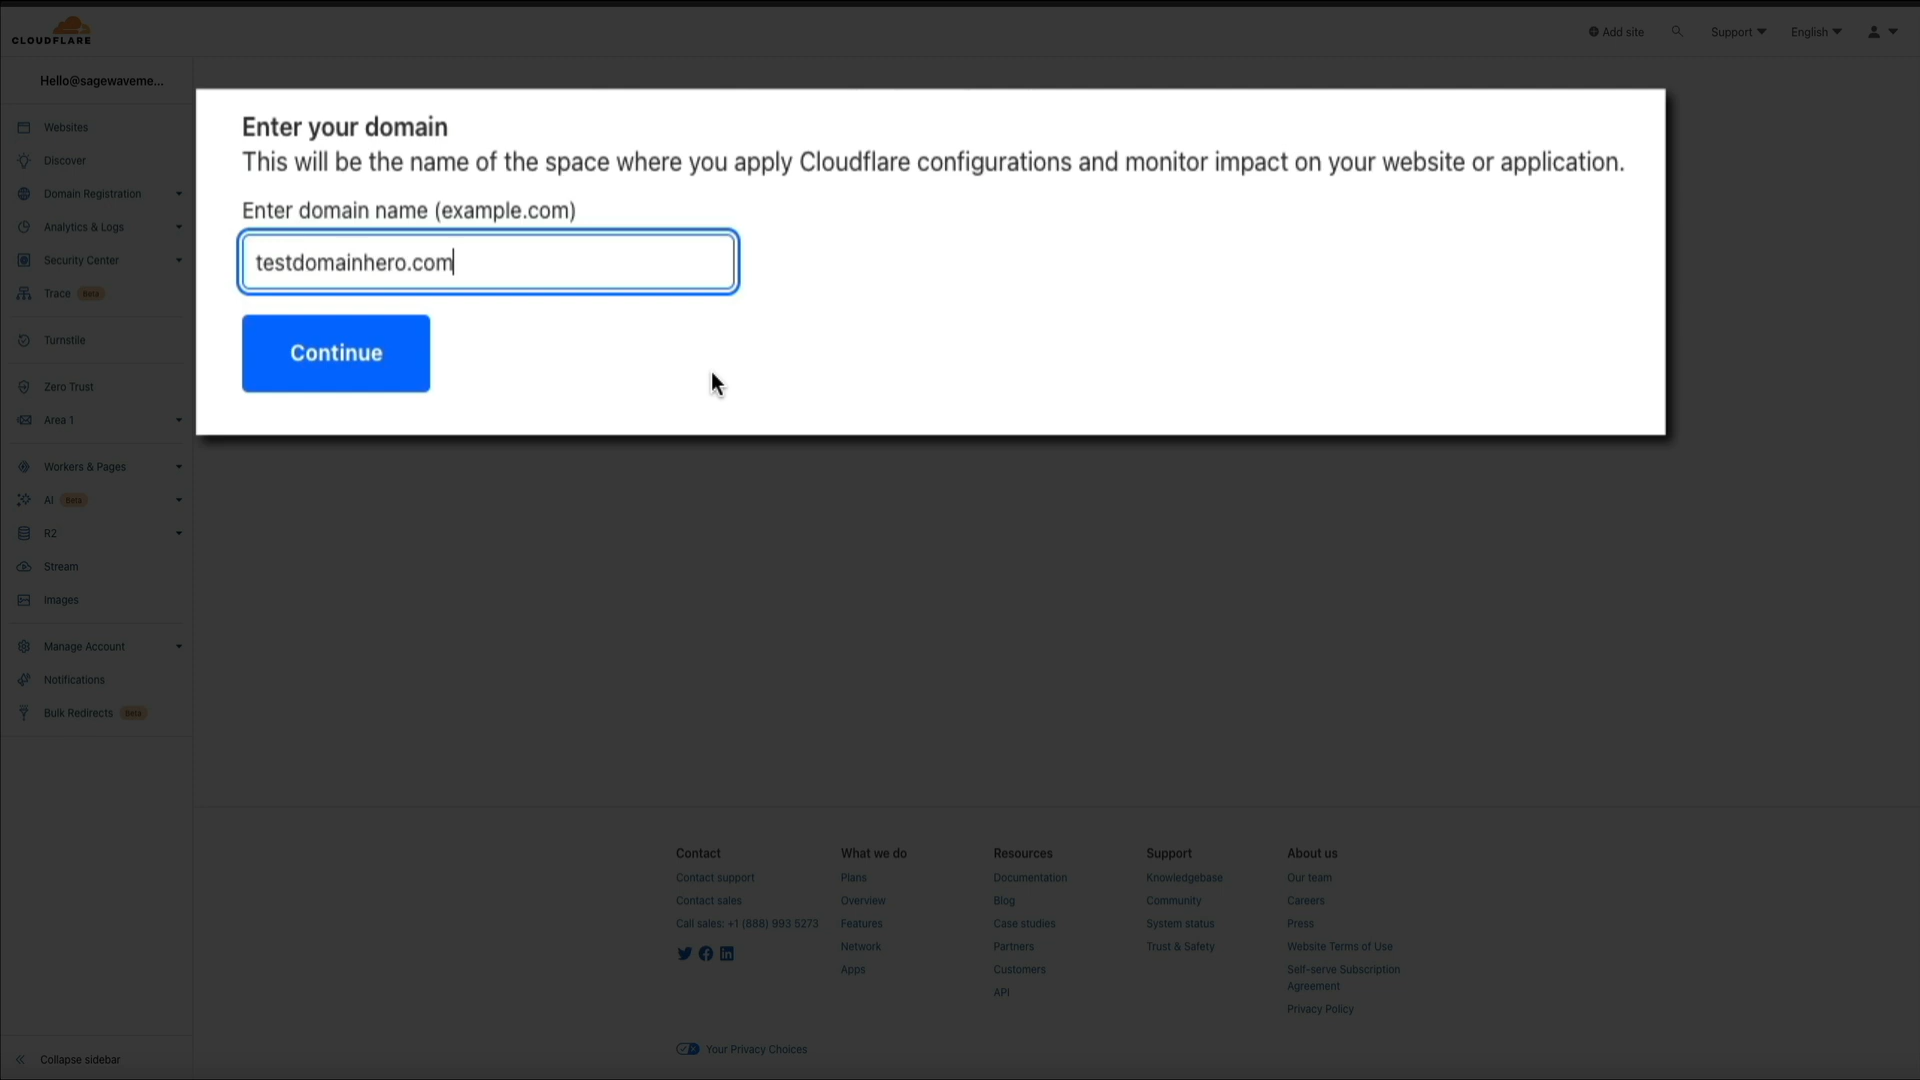 CLOUDFLARE
Add site
Support
English
Hello@sagewaveme...
Websites
Discover
Domain Registration
Analytics & Logs
Security Center
Trace Beta
Turnstile
Zero Trust
Area 1
Workers & Pages
AI Beta
R2
Stream
Images
Manage Account
Notifications
Bulk Redirects Beta
Collapse sidebar
Enter your domain
This will be the name of the space where you apply Cloudflare configurations and monitor impact on your website or application.
Enter domain name (example.com)
testdomainhero.com
Continue
Contact
Contact support
Contact sales
Call sales: +1 (888) 993 5273
What we do
Plans
Overview
Features
Network
Apps
Resources
Documentation
Blog
Case studies
Partners
Customers
API
Support
Knowledgebase
Community
System status
Trust & Safety
About us
Our team
Careers
Press
Website Terms of Use
Self-serve Subscription
Agreement
Privacy Policy
Your Privacy Choices